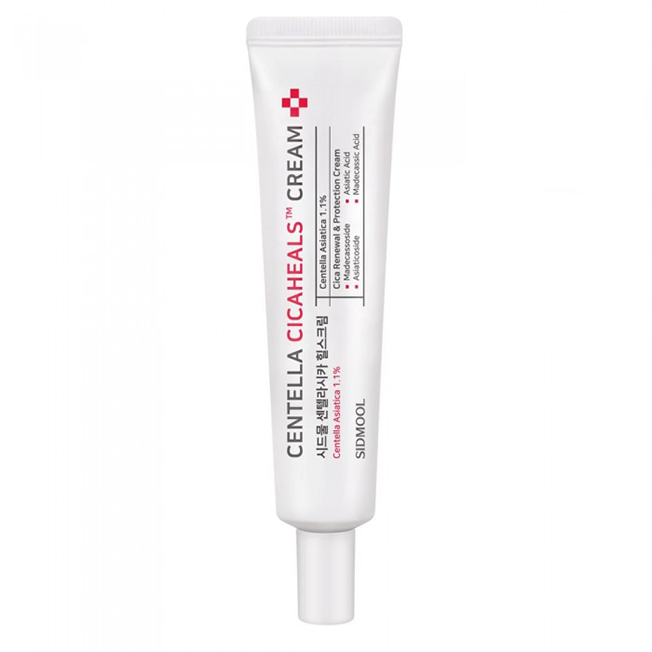 CENTELLA CICAHEALS™ CREAM
시드물 센텔라시카 힐스크림
Centella Asiatica 1.1%
SIDMOOL
Centella Asiatica 1.1%
Cica Renewal & Protection Cream
▪ Madecassoside ▪ Asiatic Acid
▪ Asiaticoside ▪ Madecassic Acid